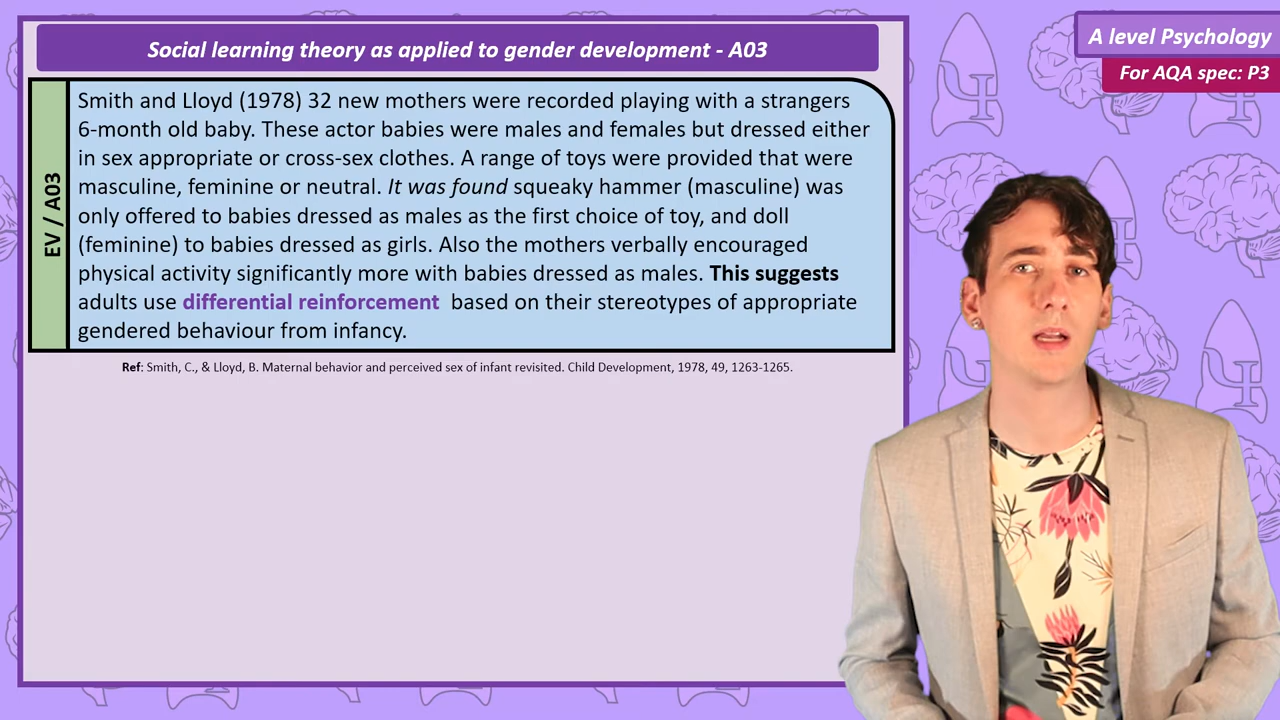 Social learning theory as applied to gender development - A03
A level Psychology
For AQA spec: P3
EV / A03
Smith and Lloyd (1978) 32 new mothers were recorded playing with a strangers
6-month old baby. These actor babies were males and females but dressed either
in sex appropriate or cross-sex clothes. A range of toys were provided that were
masculine, feminine or neutral. It was found squeaky hammer (masculine) was
only offered to babies dressed as males as the first choice of toy, and doll
(feminine) to babies dressed as girls. Also the mothers verbally encouraged
physical activity significantly more with babies dressed as males. This suggests
adults use differential reinforcement based on their stereotypes of appropriate
gendered behaviour from infancy.
Ref: Smith, C., & Lloyd, B. Maternal behavior and perceived sex of infant revisited. Child Development, 1978, 49, 1263-1265.